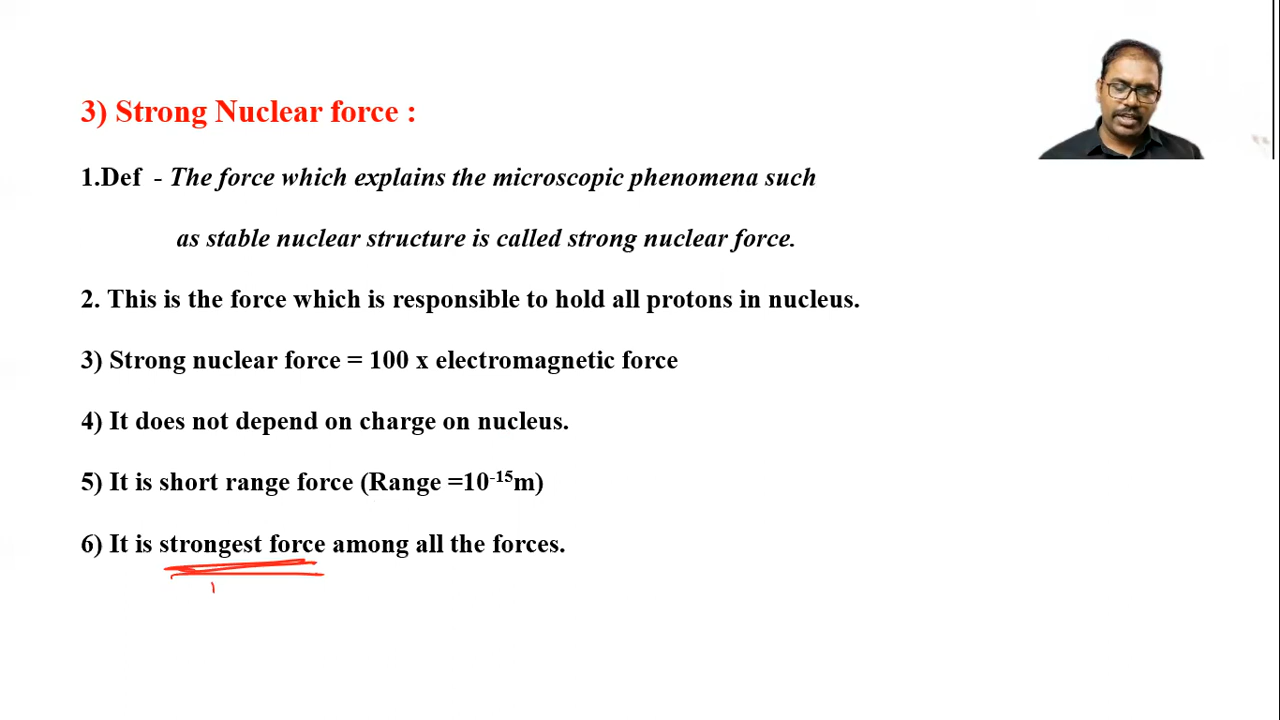 3) Strong Nuclear force :
1.Def - The force which explains the microscopic phenomena such
as stable nuclear structure is called strong nuclear force.
2. This is the force which is responsible to hold all protons in nucleus.
3) Strong nuclear force = 100 x electromagnetic force
4) It does not depend on charge on nucleus.
5) It is short range force (Range =10⁻¹⁵m)
6) It is strongest force among all the forces.